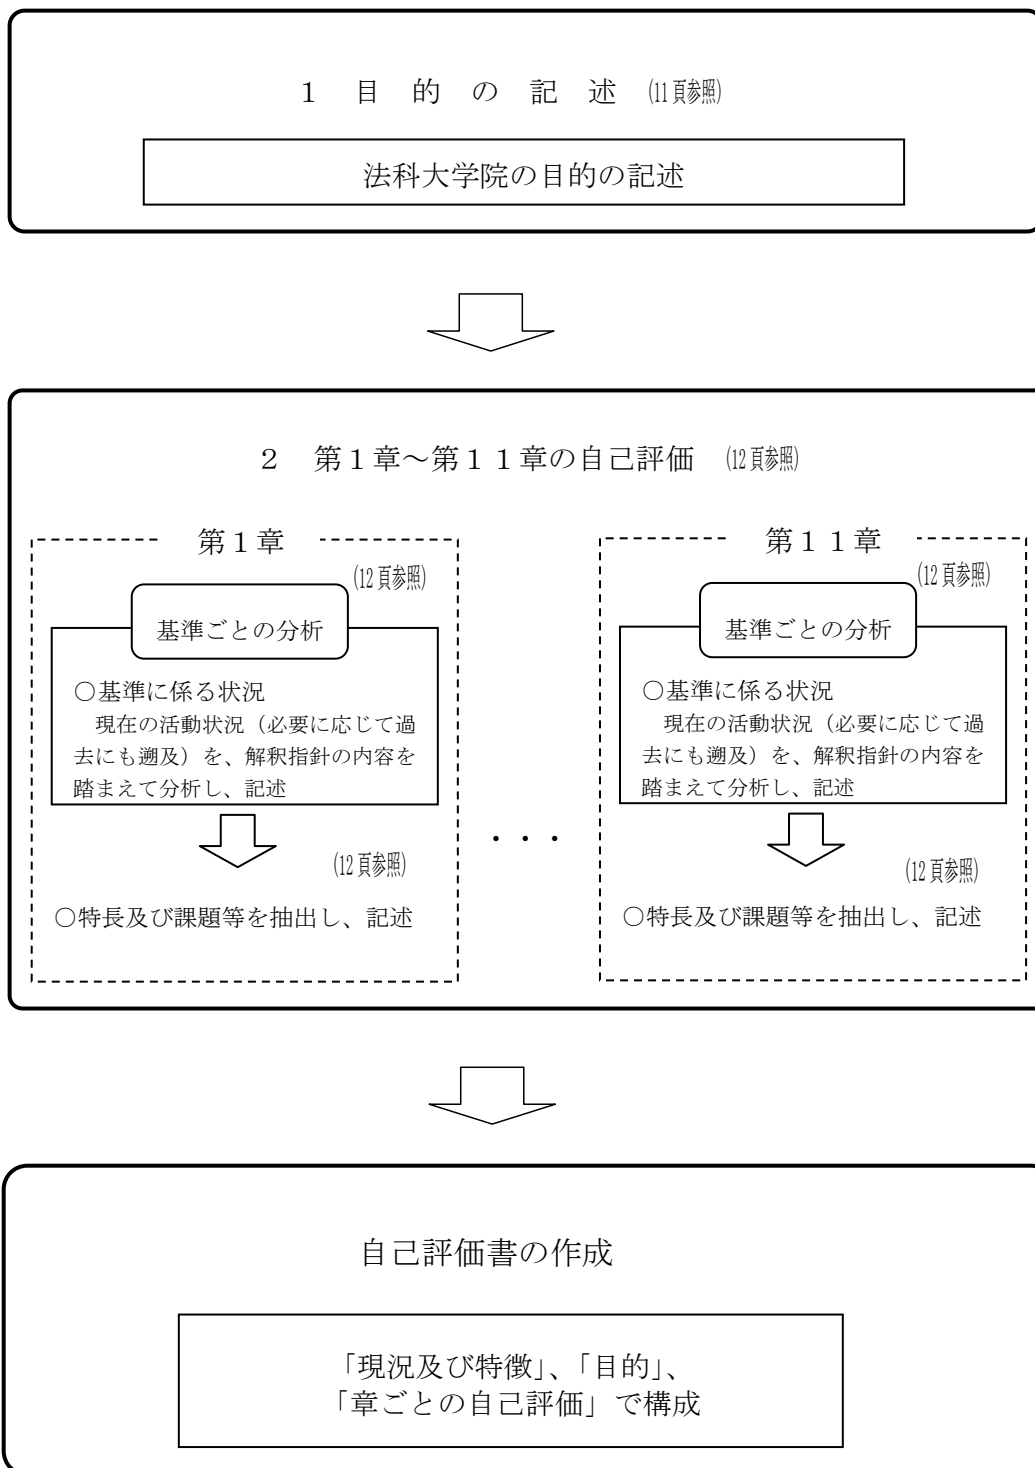 １　目　的　の　記　述　(11頁参照)
法科大学院の目的の記述
２　第１章～第１１章の自己評価　(12頁参照)
第１章
(12頁参照)
基準ごとの分析
○基準に係る状況
　現在の活動状況（必要に応じて過
去にも遡及）を、解釈指針の内容を
踏まえて分析し、記述
(12頁参照)
○特長及び課題等を抽出し、記述
・・・
第１１章
(12頁参照)
基準ごとの分析
○基準に係る状況
　現在の活動状況（必要に応じて過
去にも遡及）を、解釈指針の内容を
踏まえて分析し、記述
(12頁参照)
○特長及び課題等を抽出し、記述
自己評価書の作成
「現況及び特徴」、「目的」、
「章ごとの自己評価」で構成